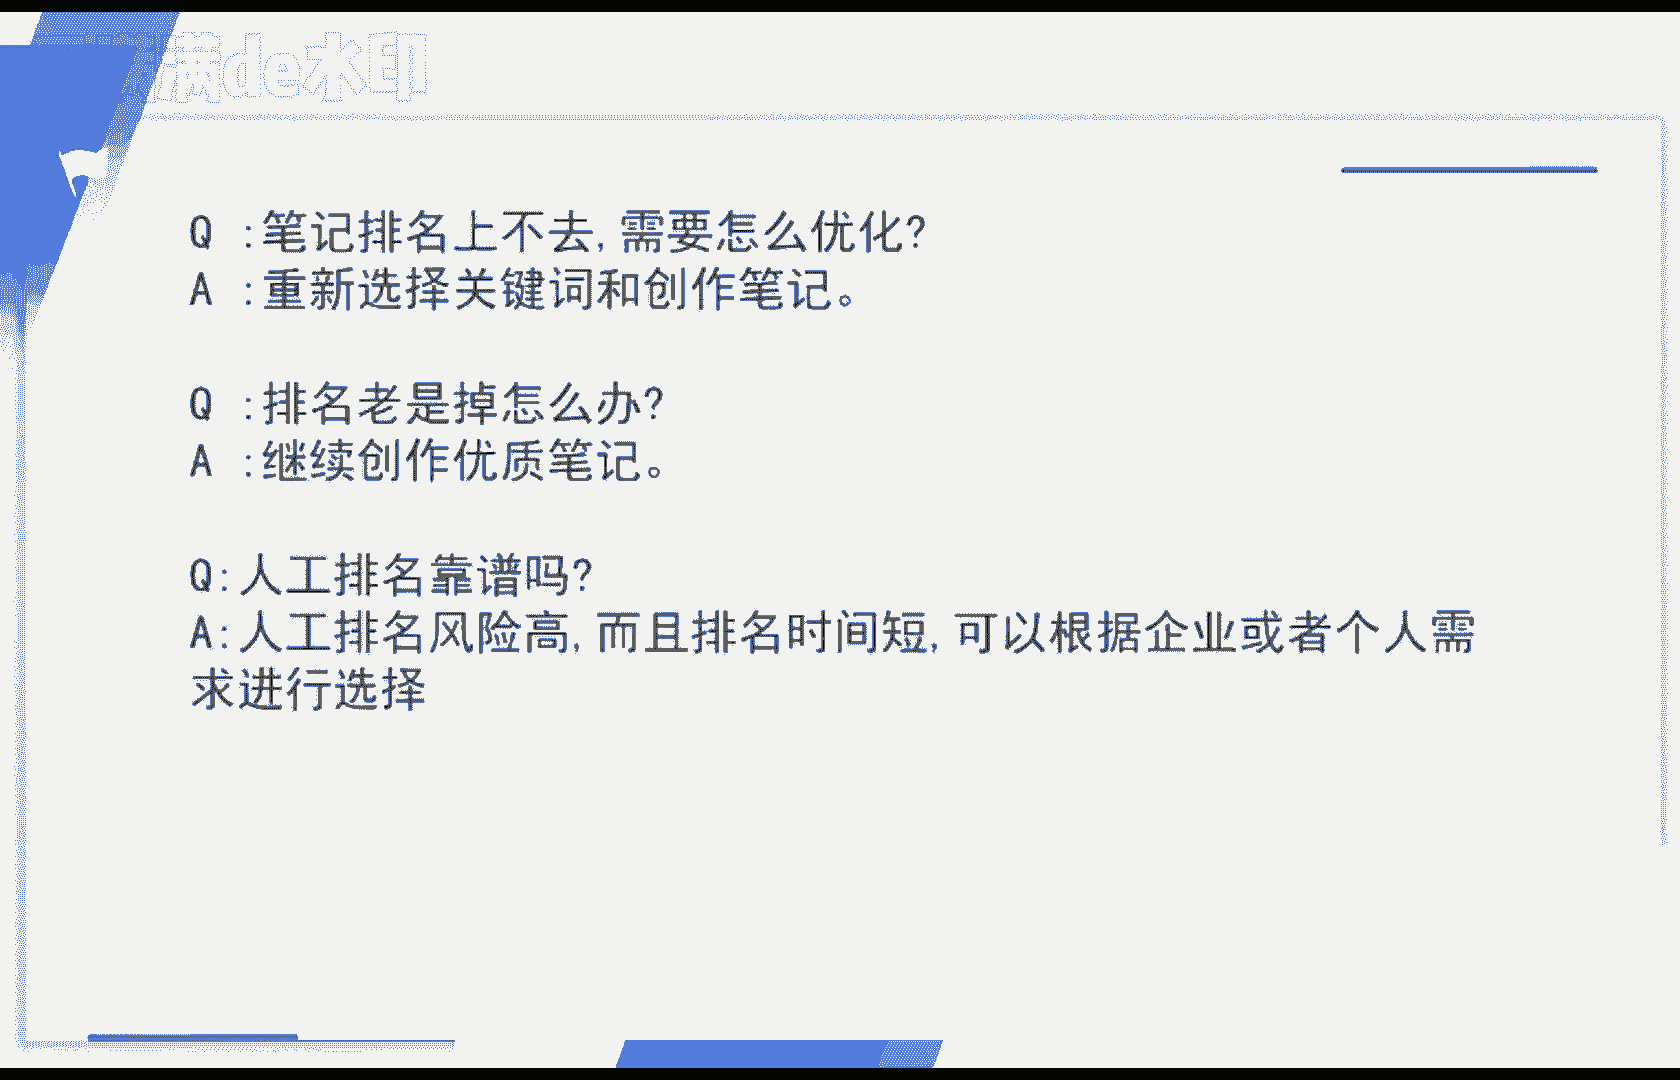 满de水印
Q :笔记排名上不去,需要怎么优化?
A :重新选择关键词和创作笔记。
Q :排名老是掉怎么办?
A :继续创作优质笔记。
Q:人工排名靠谱吗?
A:人工排名风险高,而且排名时间短,可以根据企业或者个人需
求进行选择